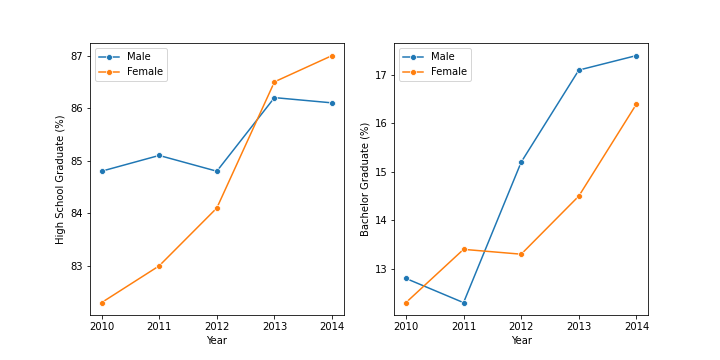 Male
Female
87
86
85
84
83
High School Graduate (%)
2010 2011 2012 2013 2014
Year
Male
Female
17
16
15
14
13
Bachelor Graduate (%)
2010 2011 2012 2013 2014
Year